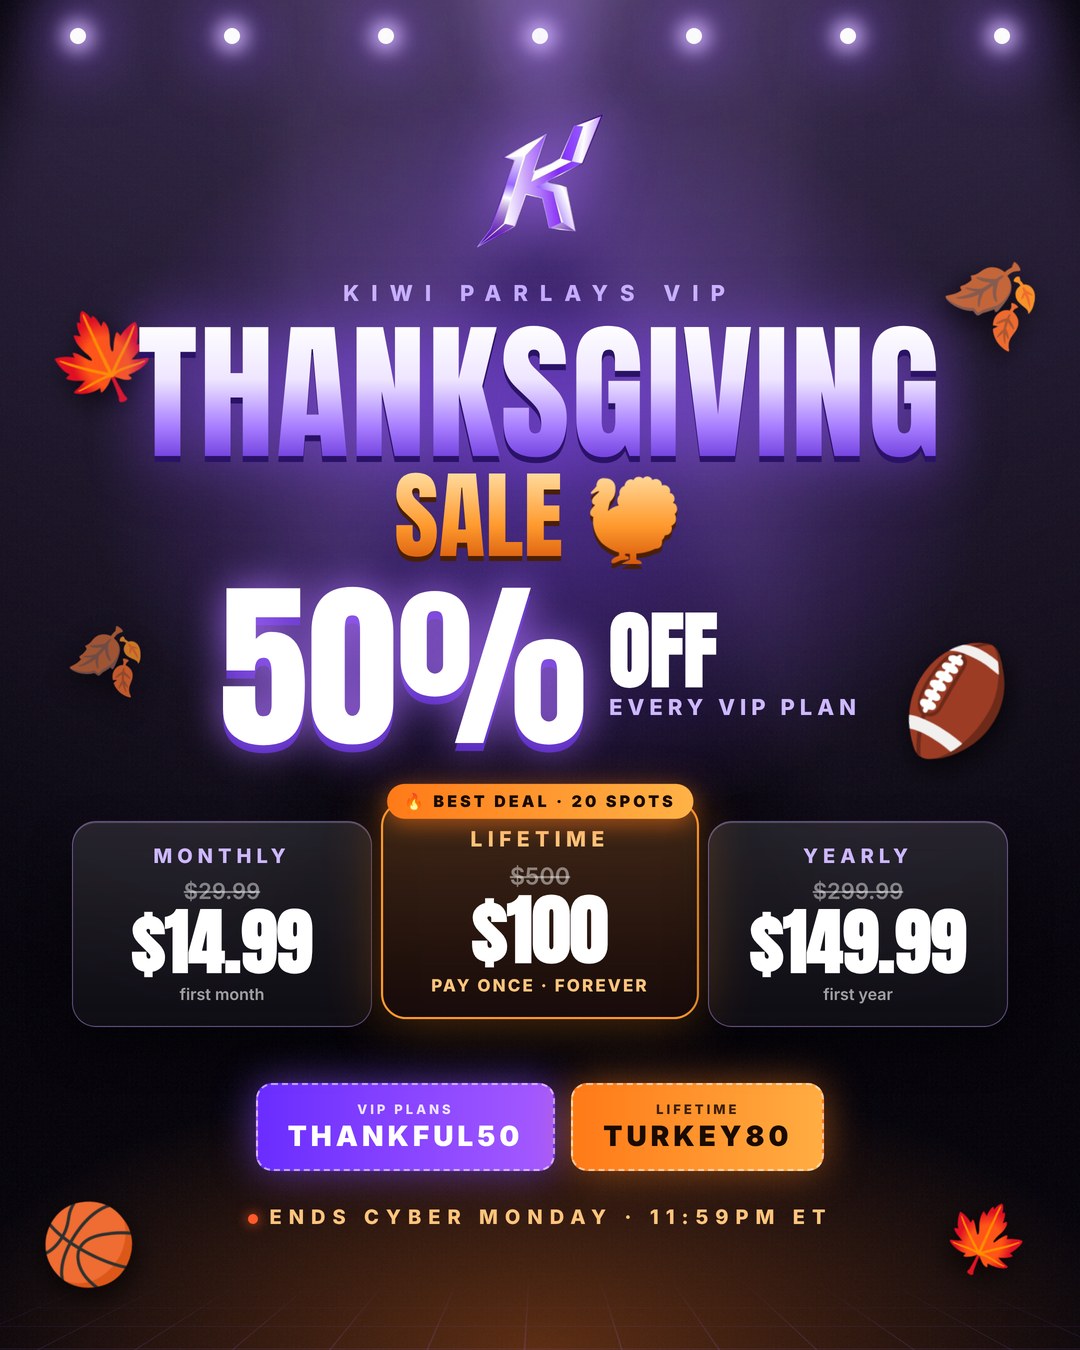 K
KIWI PARLAYS VIP
THANKSGIVING
SALE
50% OFF
EVERY VIP PLAN
BEST DEAL · 20 SPOTS
MONTHLY
$29.99
$14.99
first month
LIFETIME
$500
$100
PAY ONCE · FOREVER
YEARLY
$299.99
$149.99
first year
VIP PLANS
THANKFUL50
LIFETIME
TURKEY80
ENDS CYBER MONDAY · 11:59PM ET